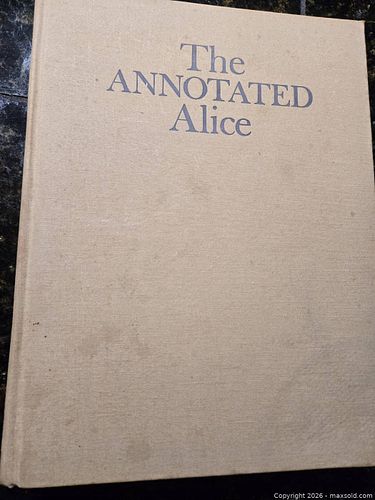 The
ANNOTATED
Alice
Copyright 2026 - maxsold.com